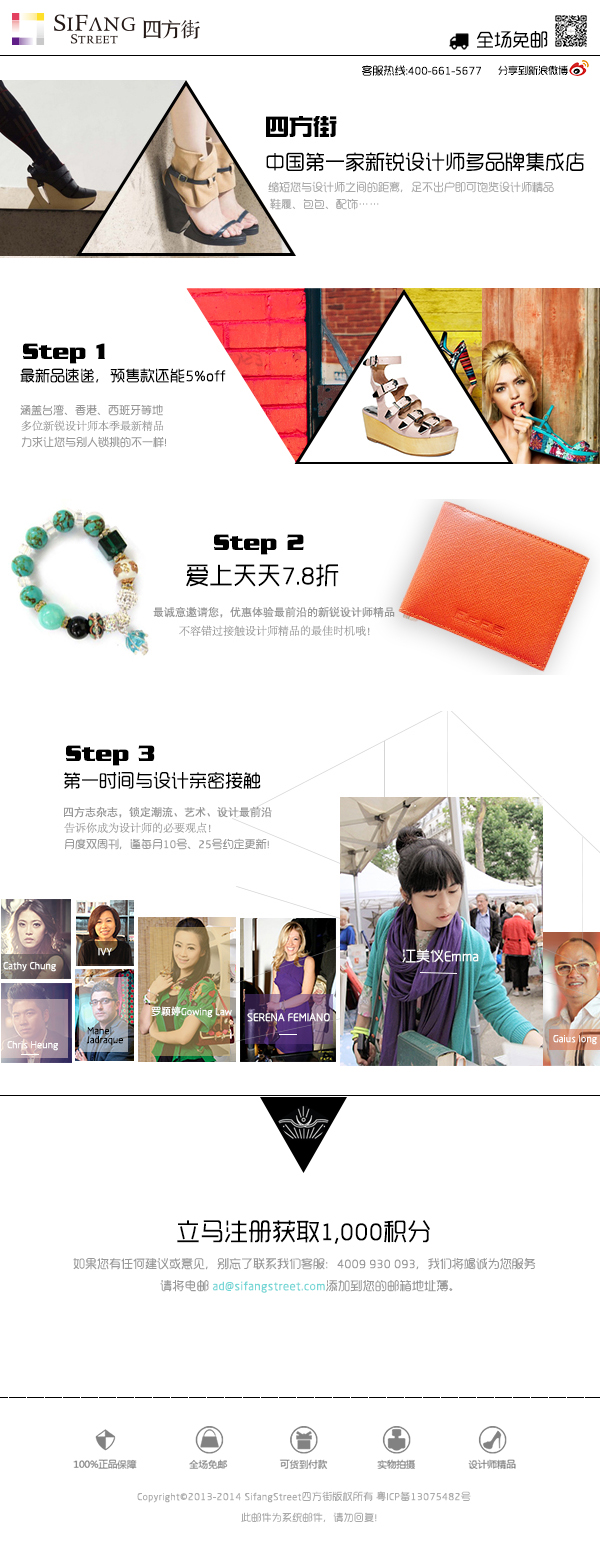 SIFANG
STREET
四方街
全场免邮
客服热线:400-661-5677
分享到新浪微博
四方街
中国第一家新锐设计师多品牌集成店
缩短您与设计师之间的距离，足不出户即可饱览设计师精品
鞋履、包包、配饰……
Step 1
最新品速递，预售款还能5%off
涵盖台湾、香港、西班牙等地
多位新锐设计师本季最新精品
力求让您与别人锁挑的不一样!
Step 2
爱上天天7.8折
最诚意邀请您，优惠体验最前沿的新锐设计师精品
不容错过接触设计师精品的最佳时机哦!
Step 3
第一时间与设计亲密接触
四方志杂志，锁定潮流、艺术、设计最前沿
告诉你成为设计师的必要观点!
月度双周刊，谨每月10号、25号约定更新!
Cathy Chung
IVY
Chris Heung
Mane
Jadraque
罗颖婷Gowing Law
SERENA FEMIANO
江美仪Emma
Gaius Iong
立马注册获取1,000积分
如果您有任何建议或意见，别忘了联系我们客服：4009 930 093，我们将竭诚为您服务
请将电邮 ad@sifangstreet.com添加到您的邮箱地址薄。
100%正品保障
全场免邮
可货到付款
实物拍摄
设计师精品
Copyright©2013-2014 SifangStreet四方街版权所有 粤ICP备13075482号
此邮件为系统邮件，请勿回复!